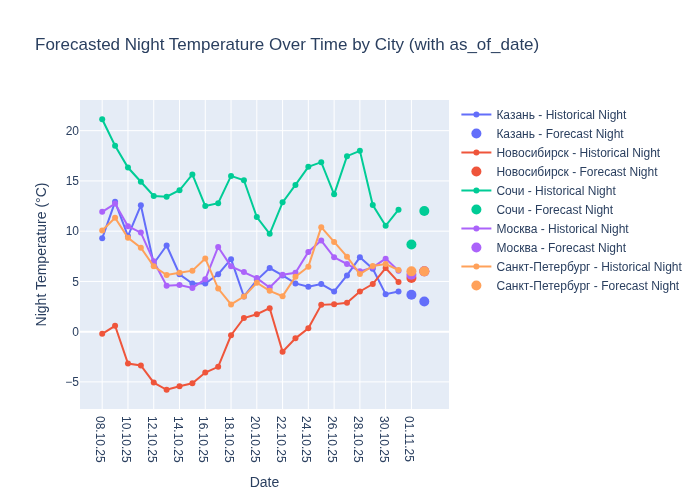 Forecasted Night Temperature Over Time by City (with as_of_date)
Night Temperature (°C)
20
15
10
5
0
−5
08.10.25
10.10.25
12.10.25
14.10.25
16.10.25
18.10.25
20.10.25
22.10.25
24.10.25
26.10.25
28.10.25
30.10.25
01.11.25
Date
Казань - Historical Night
Казань - Forecast Night
Новосибирск - Historical Night
Новосибирск - Forecast Night
Сочи - Historical Night
Сочи - Forecast Night
Москва - Historical Night
Москва - Forecast Night
Санкт-Петербург - Historical Night
Санкт-Петербург - Forecast Night